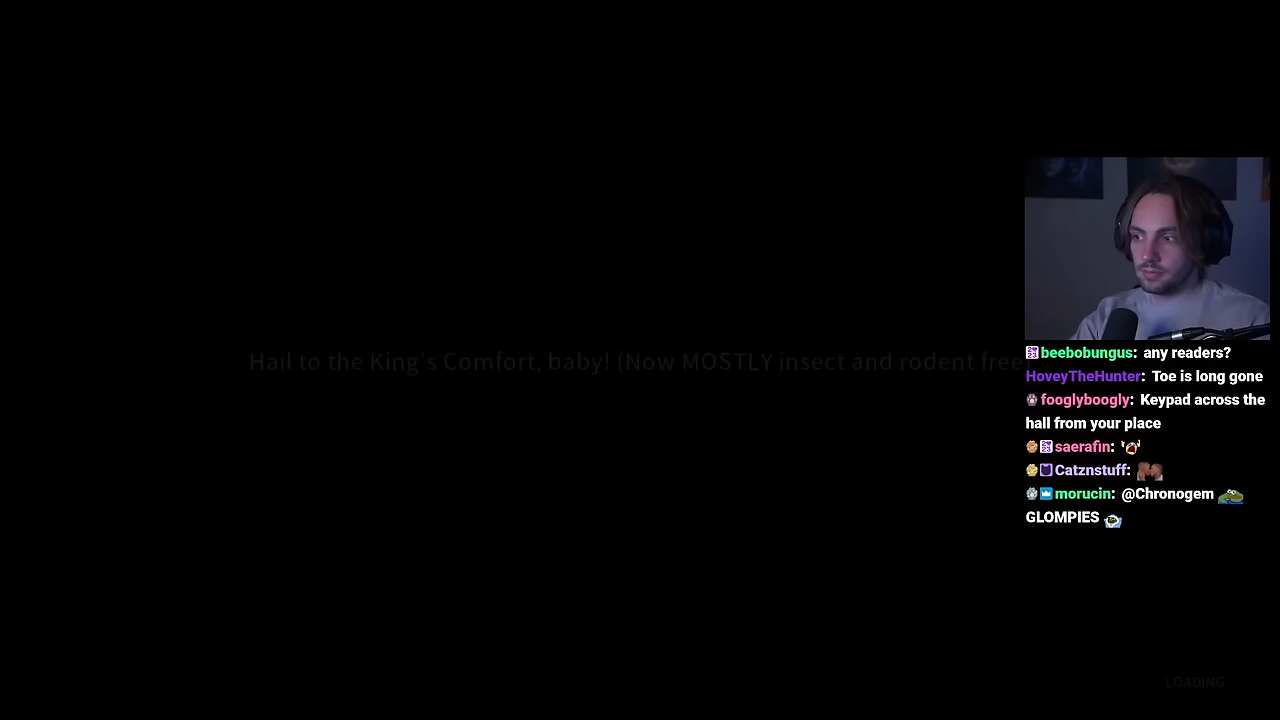 Hail to the King's Comfort, baby! (Now MOSTLY insect and rodent free
beebobungus: any readers?
HoveyTheHunter: Toe is long gone
fooglyboogly: Keypad across the
hall from your place
saerafin:
Catznstuff:
morucin: @Chronogem
GLOMPIES
LOADING